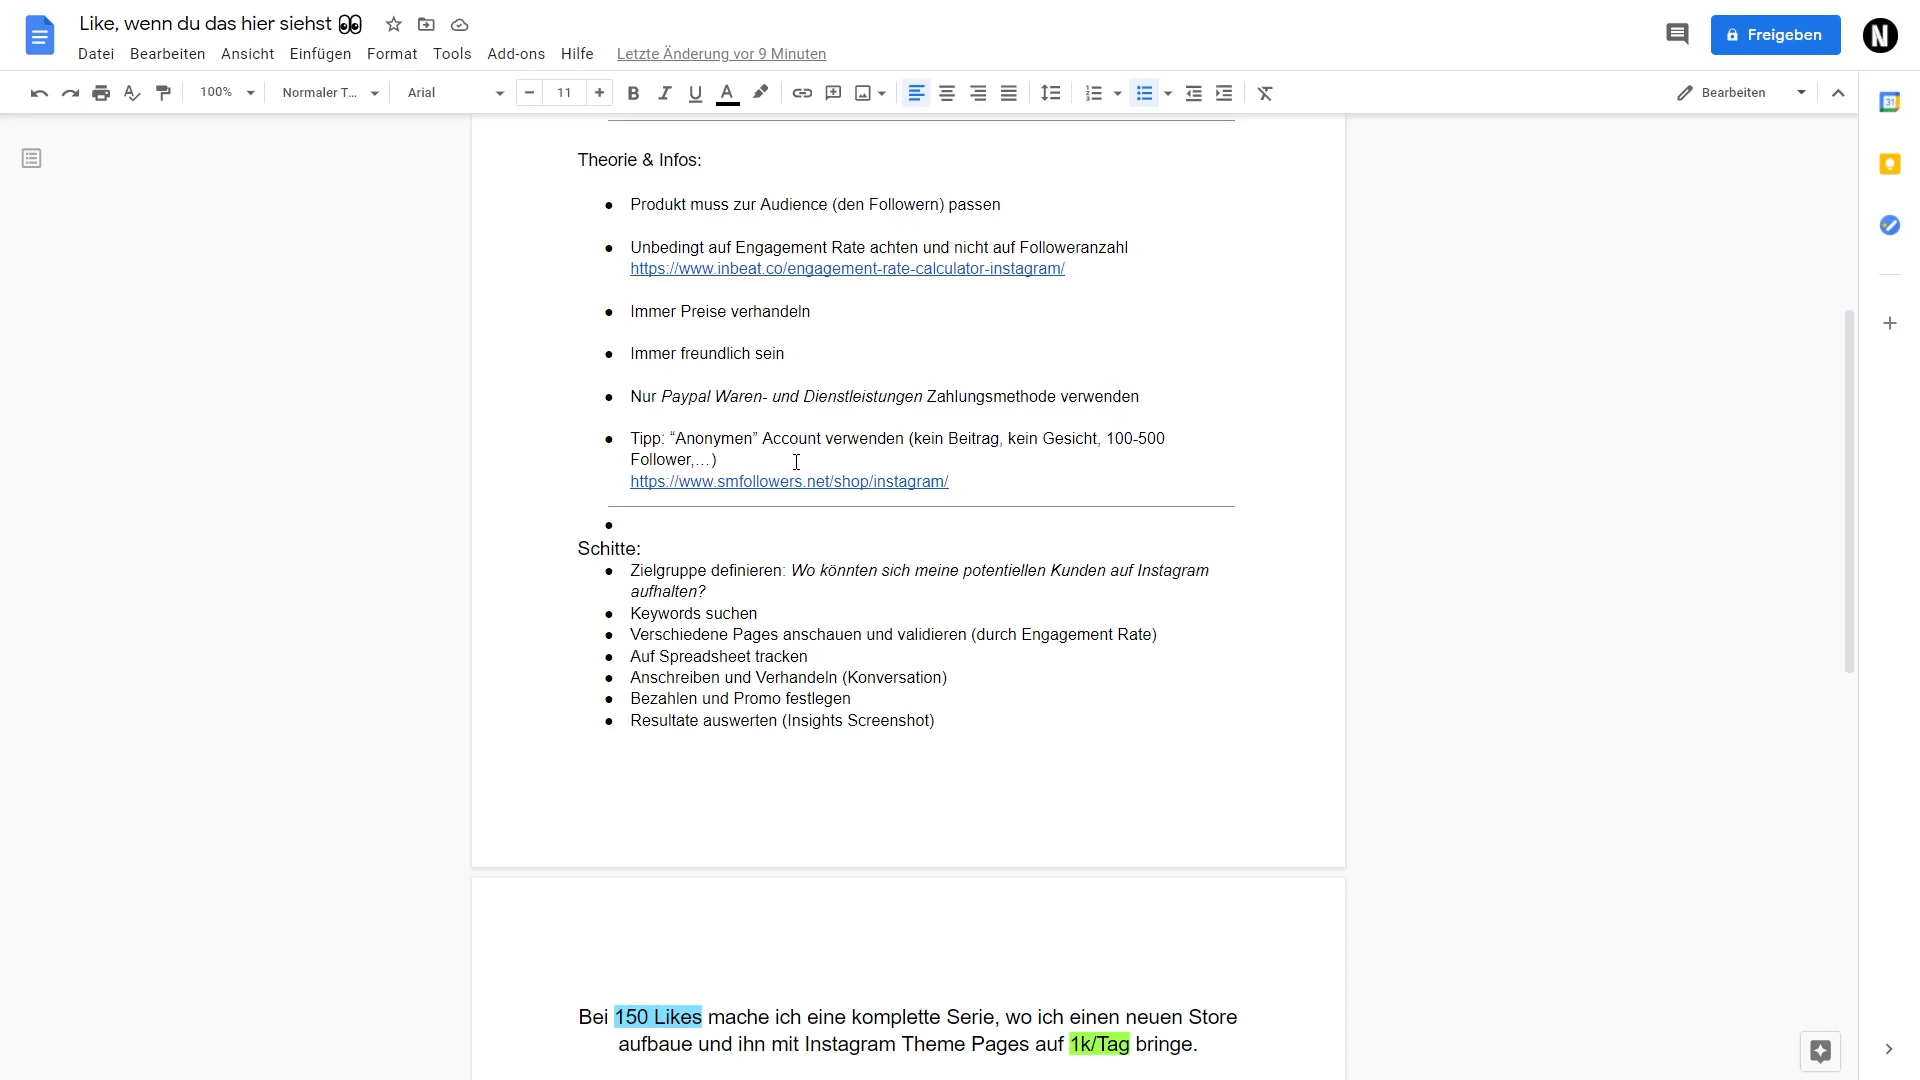 Like, wenn du das hier siehst 👀
Datei Bearbeiten Ansicht Einfügen Format Tools Add-ons Hilfe Letzte Änderung vor 9 Minuten
Freigeben
N
100% Normaler T... Arial 11 Bearbeiten
31
Theorie & Infos:
● Produkt muss zur Audience (den Followern) passen
● Unbedingt auf Engagement Rate achten und nicht auf Followeranzahl
https://www.inbeat.co/engagement-rate-calculator-instagram/
● Immer Preise verhandeln
● Immer freundlich sein
● Nur Paypal Waren- und Dienstleistungen Zahlungsmethode verwenden
● Tipp: “Anonymen” Account verwenden (kein Beitrag, kein Gesicht, 100-500
Follower,…)
https://www.smfollowers.net/shop/instagram/
●
Schitte:
● Zielgruppe definieren: Wo könnten sich meine potentiellen Kunden auf Instagram
aufhalten?
● Keywords suchen
● Verschiedene Pages anschauen und validieren (durch Engagement Rate)
● Auf Spreadsheet tracken
● Anschreiben und Verhandeln (Konversation)
● Bezahlen und Promo festlegen
● Resultate auswerten (Insights Screenshot)
Bei 150 Likes mache ich eine komplette Serie, wo ich einen neuen Store
aufbaue und ihn mit Instagram Theme Pages auf 1k/Tag bringe.